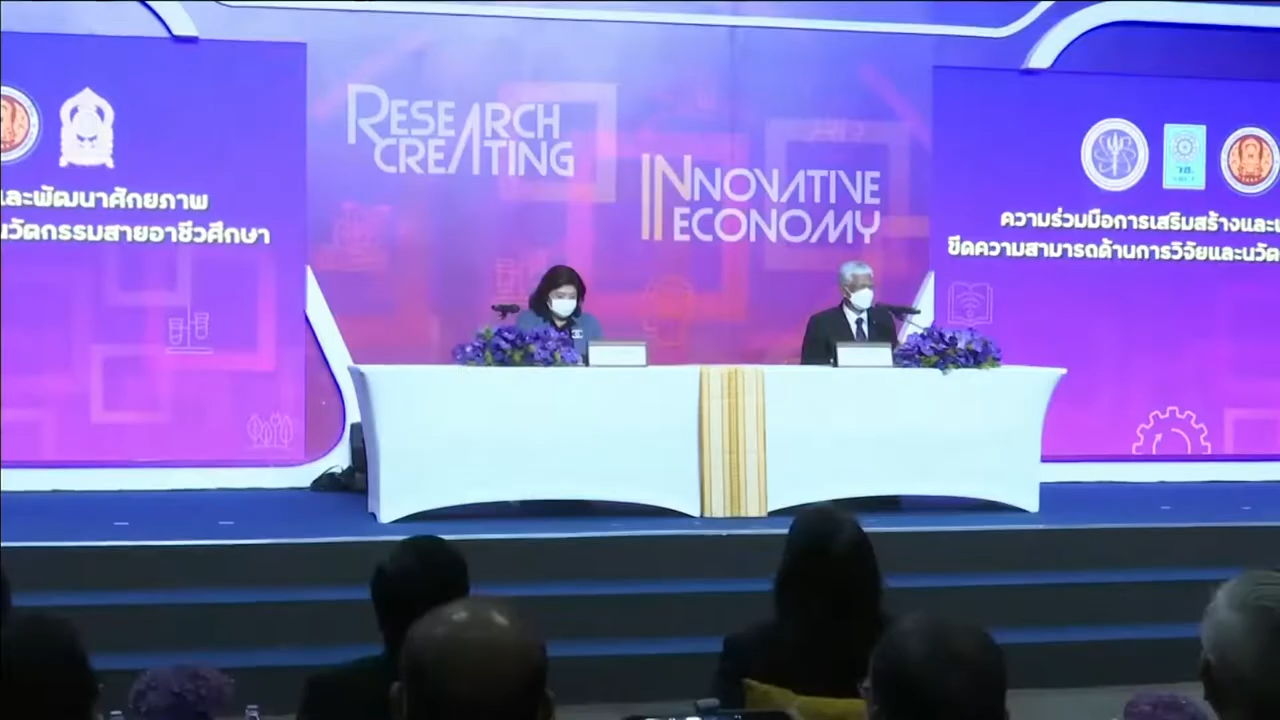 RESEARCH
CREATING
INNOVATIVE
ECONOMY
และพัฒนาศักยภาพ
นวัตกรรมสายอาชีวศึกษา
ความร่วมมือการเสริมสร้างและ
ขีดความสามารถด้านการวิจัยและนวัต
วช.